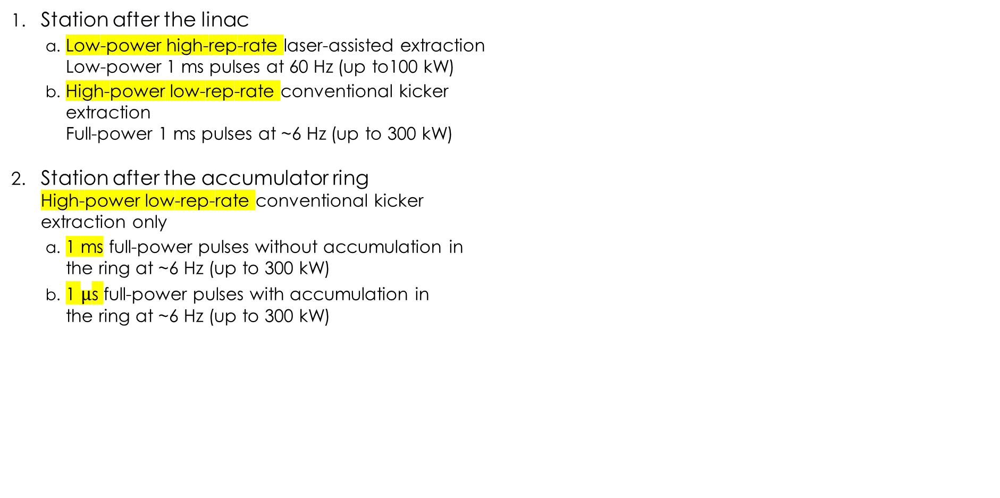 1. Station after the linac
a. Low-power high-rep-rate laser-assisted extraction
Low-power 1 ms pulses at 60 Hz (up to100 kW)
b. High-power low-rep-rate conventional kicker
extraction
Full-power 1 ms pulses at ~6 Hz (up to 300 kW)
2. Station after the accumulator ring
High-power low-rep-rate conventional kicker
extraction only
a. 1 ms full-power pulses without accumulation in
the ring at ~6 Hz (up to 300 kW)
b. 1 µs full-power pulses with accumulation in
the ring at ~6 Hz (up to 300 kW)